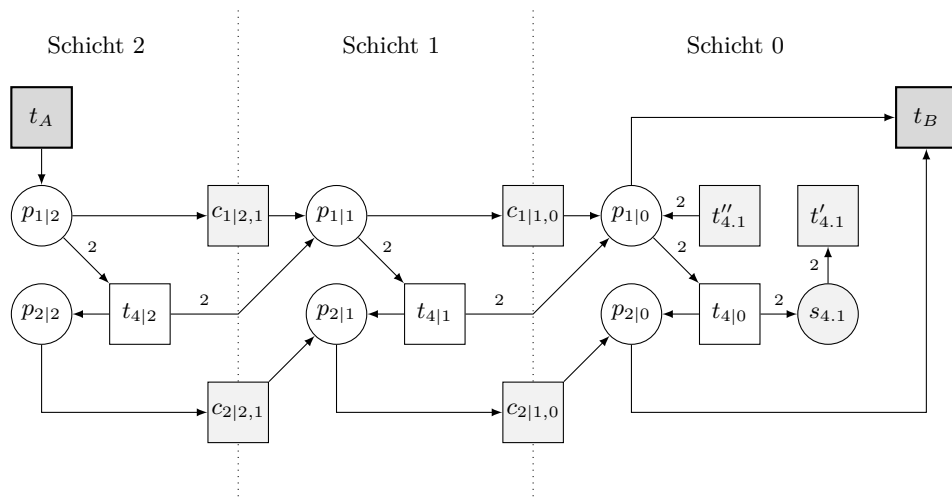 Schicht 2 Schicht 1 Schicht 0
t_A t_B
p_{1|2} c_{1|2,1} p_{1|1} c_{1|1,0} p_{1|0} 2 t''_{4.1} t'_{4.1}
2 2 2 2
p_{2|2} t_{4|2} 2 p_{2|1} t_{4|1} 2 p_{2|0} t_{4|0} 2 s_{4.1}
c_{2|2,1} c_{2|1,0}